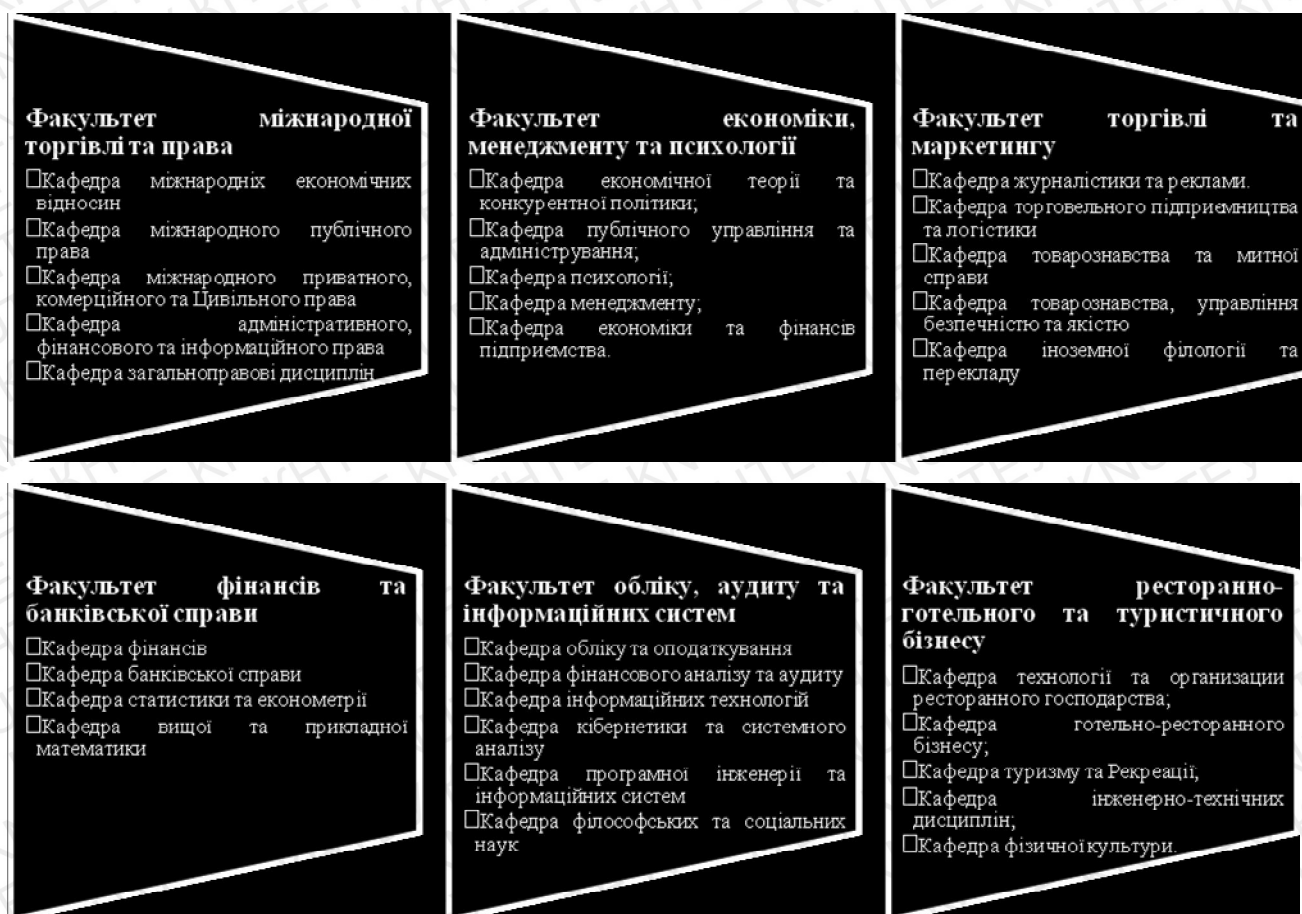 Факультет міжнародної
торгівлі та права
Кафедра міжнародніх економічних
відносин
Кафедра міжнародного публічного
права
Кафедра міжнародного приватного,
комерційного та Цивільного права
Кафедра адміністративного,
фінансового та інформаційного права
Кафедра загальноправові дисциплін
Факультет економіки,
менеджменту та психології
Кафедра економічної теорії та
конкурентної політики;
Кафедра публічного управління та
адміністрування;
Кафедра психології;
Кафедра менеджменту;
Кафедра економіки та фінансів
підприємства.
Факультет торгівлі та
маркетингу
Кафедра журналістики та реклами.
Кафедра торговельного підприємництва
та логістики
Кафедра товарознавства та митної
справи
Кафедра товарознавства, управління
безпечністю та якістю
Кафедра іноземної філології та
перекладу
Факультет фінансів та
банківської справи
Кафедра фінансів
Кафедра банківської справи
Кафедра статистики та економетрії
Кафедра вищої та прикладної
математики
Факультет обліку, аудиту та
інформаційних систем
Кафедра обліку та оподаткування
Кафедра фінансового аналізу та аудиту
Кафедра інформаційних технологій
Кафедра кібернетики та системного
аналізу
Кафедра програмної інженерії та
інформаційних систем
Кафедра філософських та соціальних
наук
Факультет ресторанно-
готельного та туристичного
бізнесу
Кафедра технології та организации
ресторанного господарства;
Кафедра готельно-ресторанного
бізнесу;
Кафедра туризму та Рекреації;
Кафедра інженерно-технічних
дисциплін;
Кафедра фізичної культури.